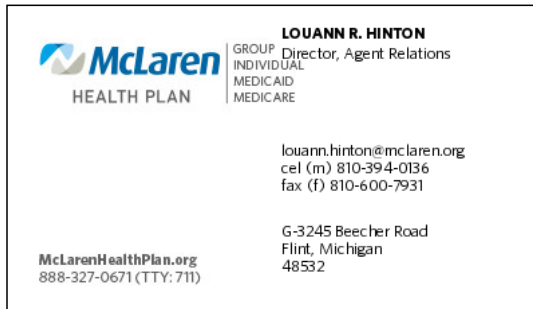 McLaren
HEALTH PLAN
GROUP
INDIVIDUAL
MEDICAID
MEDICARE
LOUANN R. HINTON
Director, Agent Relations
louann.hinton@mclaren.org
cel (m) 810-394-0136
fax (f) 810-600-7931
G-3245 Beecher Road
Flint, Michigan
48532
McLarenHealthPlan.org
888-327-0671 (TTY: 711)